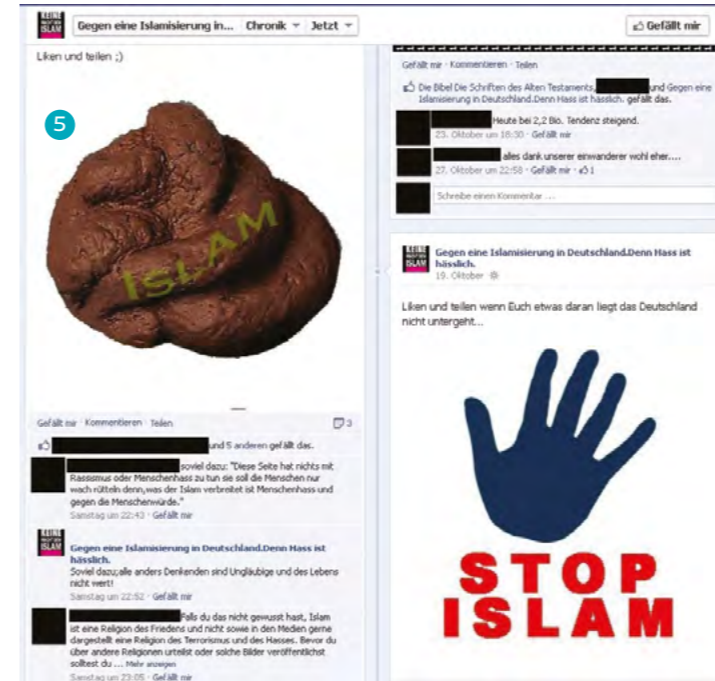 KEINE
ISLAM
Gegen eine Islamisierung in...
Chronik
Jetzt
Gefällt mir
Liken und teilen ;)
5
ISLAM
Gefällt mir · Kommentieren · Teilen
3
und 5 anderen gefällt das.
soviel dazu: "Diese Seite hat nichts mit
Rassismus oder Menschenhass zu tun sie soll die Menschen nur
wach rütteln denn,was der Islam verbreitet ist Menschenhass und
gegen die Menschenwürde."
Samstag um 22:43 · Gefällt mir
KEINE
ISLAM
Gegen eine Islamisierung in Deutschland.Denn Hass ist
hässlich.
Soviel dazu;alle anders Denkenden sind Ungläubige und des Lebens
nicht wert!
Samstag um 22:52 · Gefällt mir
Falls du das nicht gewusst hast, Islam
ist eine Religion des Friedens und nicht sowie in den Medien gerne
dargestellt eine Religion des Terrorismus und des Hasses. Bevor du
über andere Religionen urteilst oder solche Bilder veröffentlichst
solltest du ... Mehr anzeigen
Samstag um 23:05 · Gefällt mir
Gefällt mir · Kommentieren · Teilen
Die Bibel Die Schriften des Alten Testaments, und Gegen eine
Islamisierung in Deutschland.Denn Hass ist hässlich. gefällt das.
Heute bei 2,2 Bio. Tendenz steigend.
23. Oktober um 18:30 · Gefällt mir
alles dank unserer einwanderer wohl eher....
27. Oktober um 22:58 · Gefällt mir · 1
Schreibe einen Kommentar ...
KEINE
ISLAM
Gegen eine Islamisierung in Deutschland.Denn Hass ist
hässlich.
19. Oktober
Liken und teilen wenn Euch etwas daran liegt das Deutschland
nicht untergeht...
STOP
ISLAM